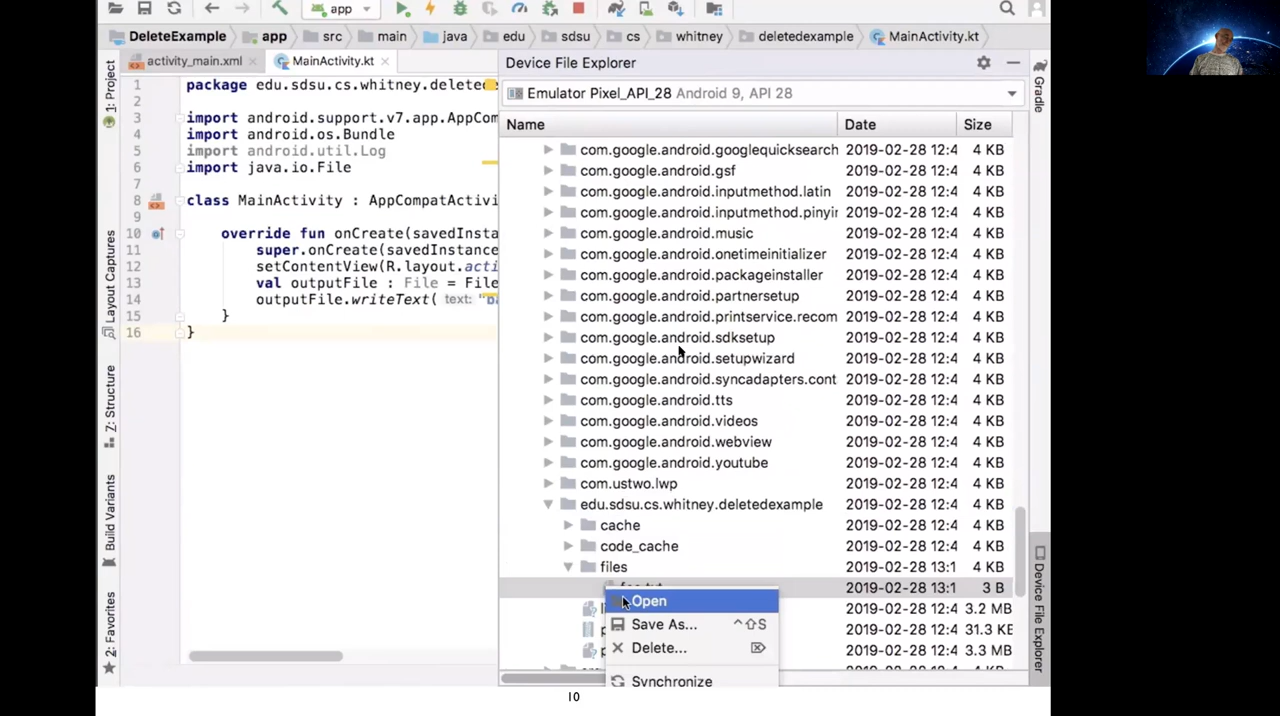 app
DeleteExample app src main java edu sdsu cs whitney deletedexample MainActivity.kt
activity_main.xml MainActivity.kt
1: Project
Layout Captures
7: Structure
Build Variants
2: Favorites
1 package edu.sdsu.cs.whitney.delete
2
3 import android.support.v7.app.AppCom
4 import android.os.Bundle
5 import android.util.Log
6 import java.io.File
7
8 class MainActivity : AppCompatActivi
9
10 override fun onCreate(savedInsta
11 super.onCreate(savedInstance
12 setContentView(R.layout.acti
13 val outputFile : File = File
14 outputFile.writeText( text: "
15 }
16 }
Device File Explorer
Emulator Pixel_API_28 Android 9, API 28
Name Date Size
com.google.android.googlequicksearch 2019-02-28 12:4 4 KB
com.google.android.gsf 2019-02-28 12:4 4 KB
com.google.android.inputmethod.latin 2019-02-28 12:4 4 KB
com.google.android.inputmethod.pinyin 2019-02-28 12:4 4 KB
com.google.android.music 2019-02-28 12:4 4 KB
com.google.android.onetimeinitializer 2019-02-28 12:4 4 KB
com.google.android.packageinstaller 2019-02-28 12:4 4 KB
com.google.android.partnersetup 2019-02-28 12:4 4 KB
com.google.android.printservice.recom 2019-02-28 12:4 4 KB
com.google.android.sdksetup 2019-02-28 12:4 4 KB
com.google.android.setupwizard 2019-02-28 12:4 4 KB
com.google.android.syncadapters.cont 2019-02-28 12:4 4 KB
com.google.android.tts 2019-02-28 12:4 4 KB
com.google.android.videos 2019-02-28 12:4 4 KB
com.google.android.webview 2019-02-28 12:4 4 KB
com.google.android.youtube 2019-02-28 12:4 4 KB
com.ustwo.lwp 2019-02-28 12:4 4 KB
edu.sdsu.cs.whitney.deletedexample 2019-02-28 12:4 4 KB
cache 2019-02-28 12:4 4 KB
code_cache 2019-02-28 12:4 4 KB
files 2019-02-28 13:1 4 KB
2019-02-28 13:1 3 B
2019-02-28 12:4 3.2 MB
2019-02-28 12:4 31.3 KE
2019-02-28 12:4 3.3 MB
Open
Save As... ^⇧S
Delete... ⌦
Synchronize
Gradle
Device File Explorer
10